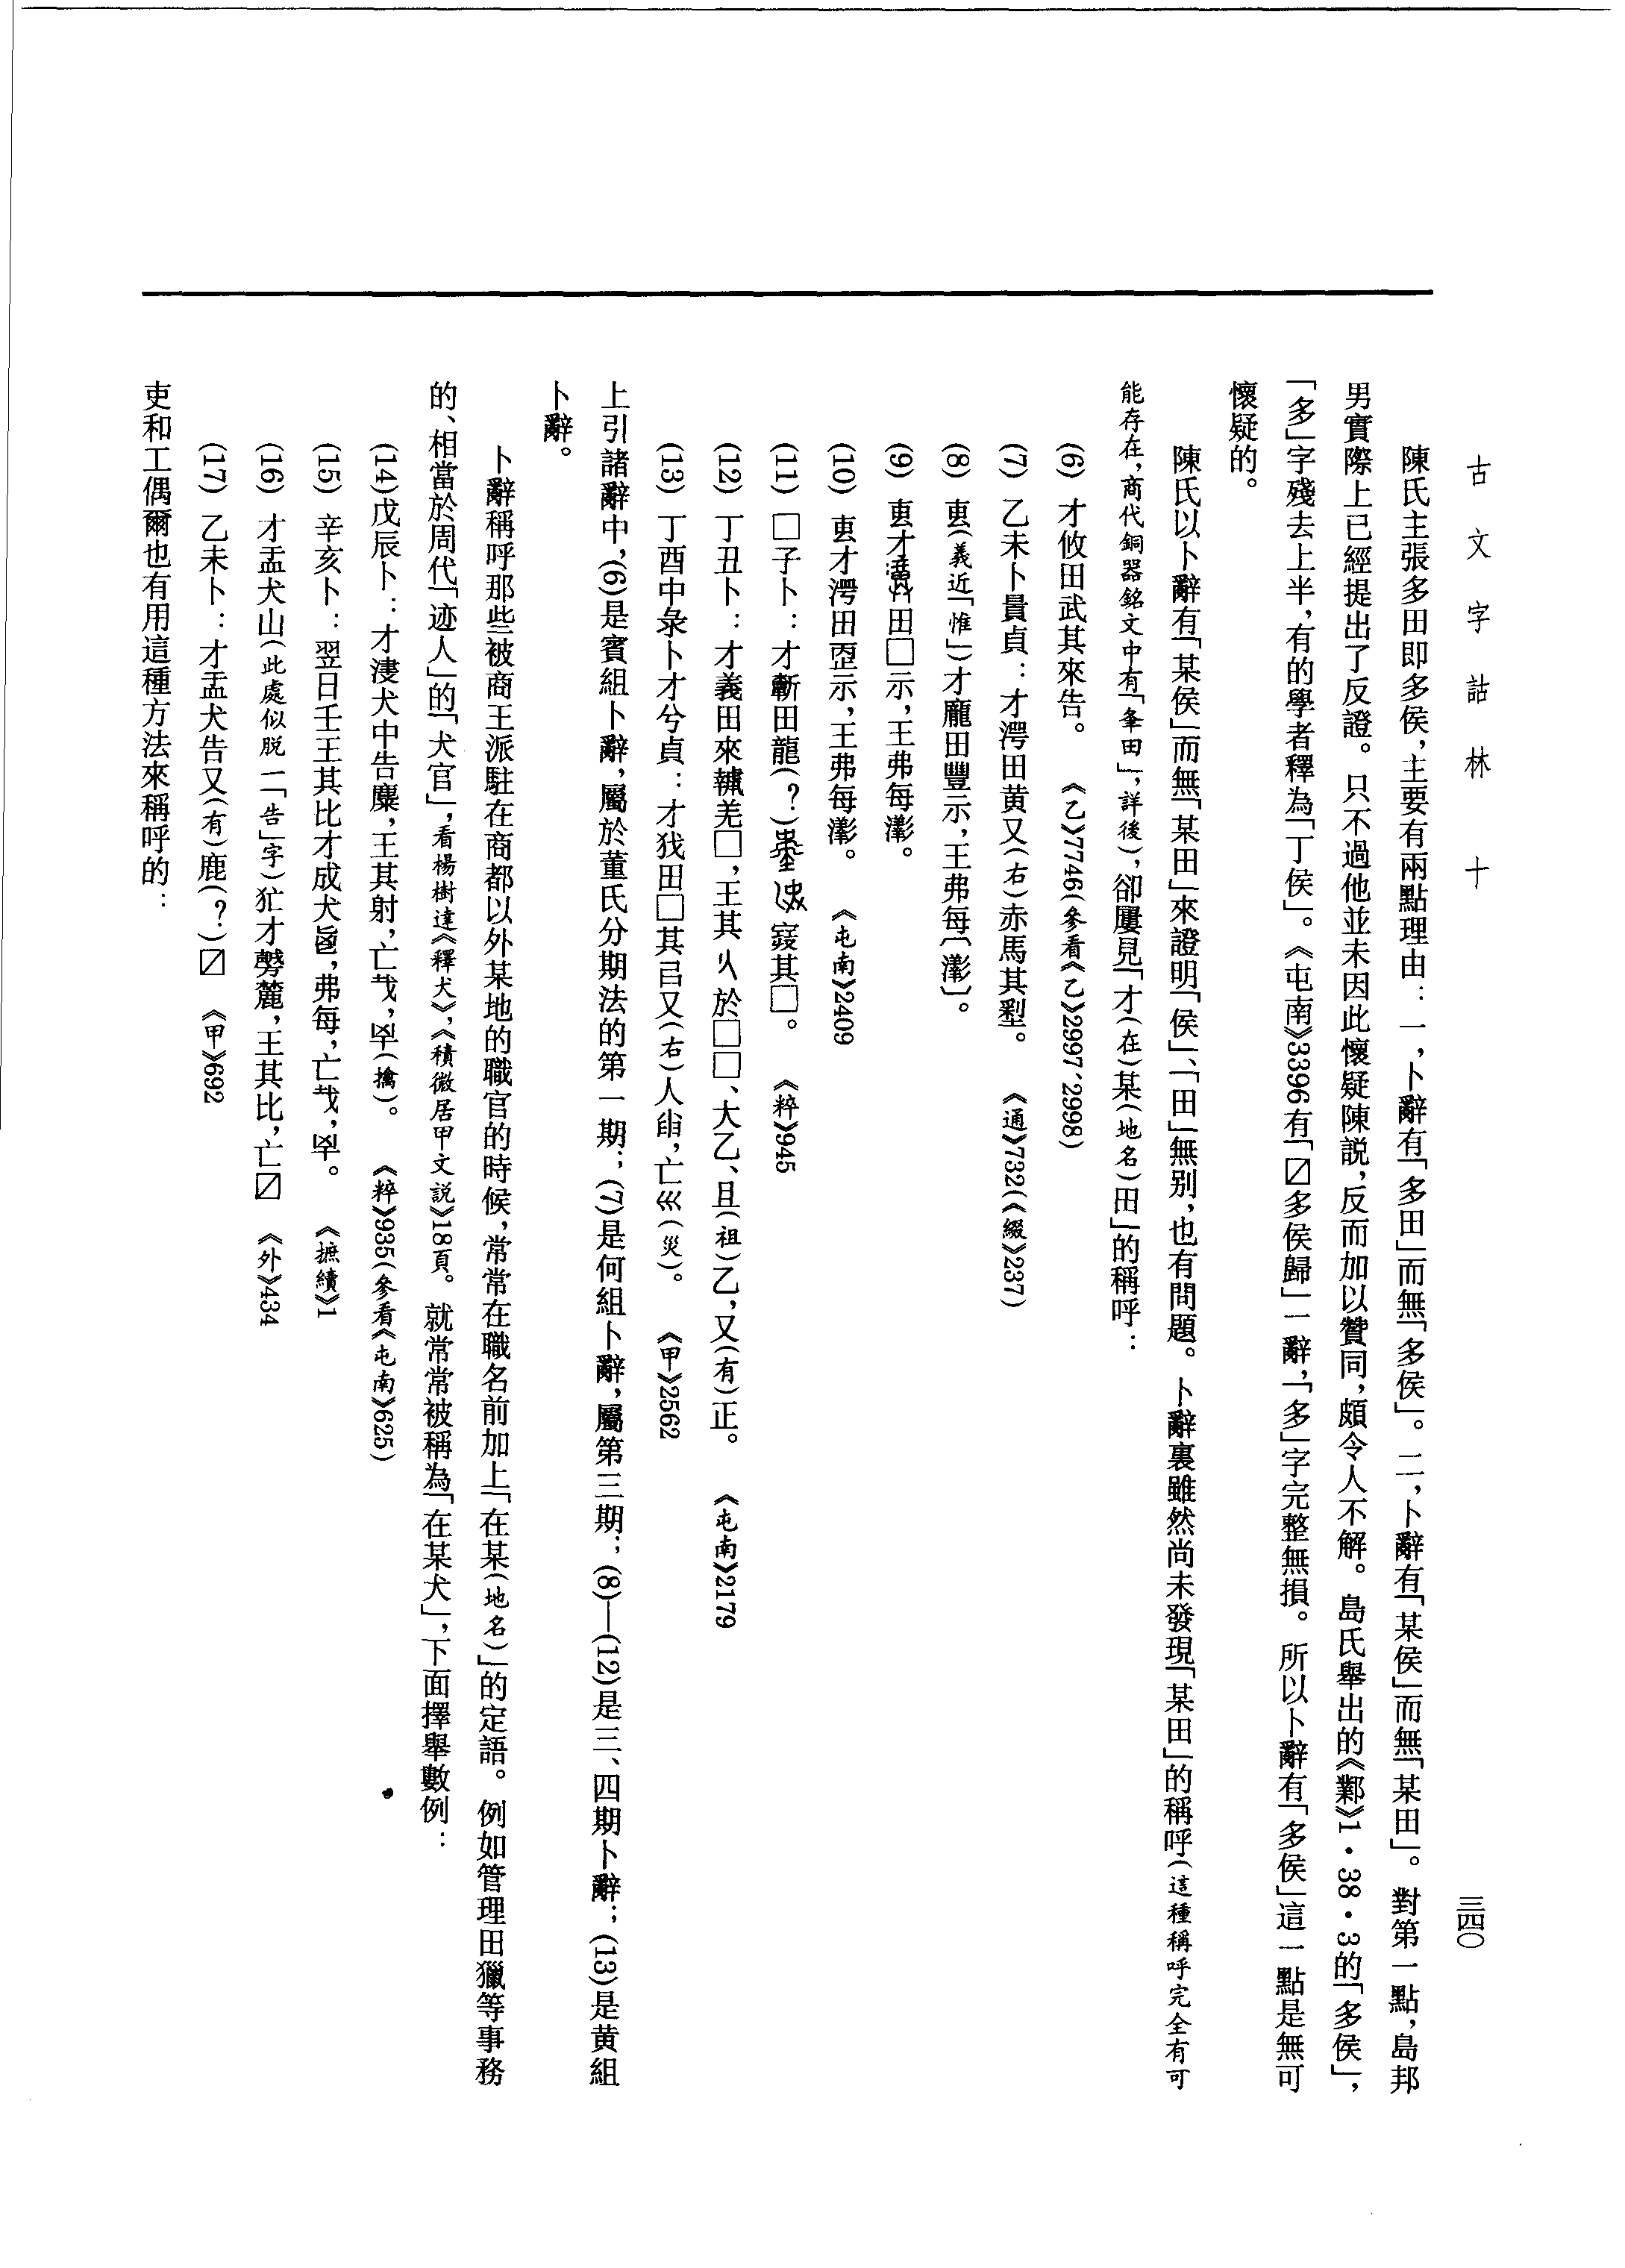 古文字詁林 十
三四〇
陳氏主張多田即多侯，主要有兩點理由：一，卜辭有「多田」而無「多侯」。二，卜辭有「某侯」而無「某田」。對第一點，島邦
男實際上已經提出了反證。只不過他並未因此懷疑陳説，反而加以贊同，頗令人不解。島氏舉出的《鄴》1·38·3的「多侯」，
「多」字殘去上半，有的學者釋為「丁侯」。《屯南》3396有「☑多侯歸」一辭，「多」字完整無損。所以卜辭有「多侯」這一點是無可
懷疑的。
陳氏以卜辭有「某侯」而無「某田」來證明「侯」、「田」無别，也有問題。卜辭裏雖然尚未發現「某田」的稱呼（這種稱呼完全有可
能存在，商代銅器銘文中有「夆田」，詳後），卻屢見「才（在）某（地名）田」的稱呼：
(6) 才攸田武其來告。 《乙》7746（參看《乙》2997、2998）
(7) 乙未卜貴貞：才澪田黄又（右）赤馬其犁。 《通》732（《綴》237）
(8) 叀（義近「惟」）才龐田豐示，王弗每〔〕。
(9) 叀才田□示，王弗每。
(10) 叀才澪田示，王弗每。 《屯南》2409
(11) □子卜：才斬田龍（？）其□。 《粹》945
(12) 丁丑卜：才義田來羌□，王其於□□、大乙、且（祖）乙，又（有）正。 《屯南》2179
(13) 丁酉中彔卜才兮貞：才田□其㠯又（右）人，亡（災）。 《甲》2562
上引諸辭中，(6)是賓組卜辭，屬於董氏分期法的第一期；(7)是何組卜辭，屬第三期；(8)—(12)是三、四期卜辭；(13)是黄組
卜辭。
卜辭稱呼那些被商王派駐在商都以外某地的職官的時候，常常在職名前加上「在某（地名）」的定語。例如管理田獵等事務
的、相當於周代「迹人」的「犬官」，看楊樹達《釋犬》，《積微居甲文説》18頁。就常常被稱為「在某犬」，下面擇舉數例：
(14)戊辰卜：才淒犬中告麋，王其射，亡𢦔，𢎥（擒）。 《粹》935（參看《屯南》625）
(15) 辛亥卜：翌日壬王其比才成犬，弗每，亡𢦔，。 《摭續》1
(16) 才盂犬山（此處似脱一「告」字）才麓，王其比，亡☑ 《外》434
(17) 乙未卜：才盂犬告又（有）鹿（？）☑ 《甲》692
吏和工偶爾也有用這種方法來稱呼的：